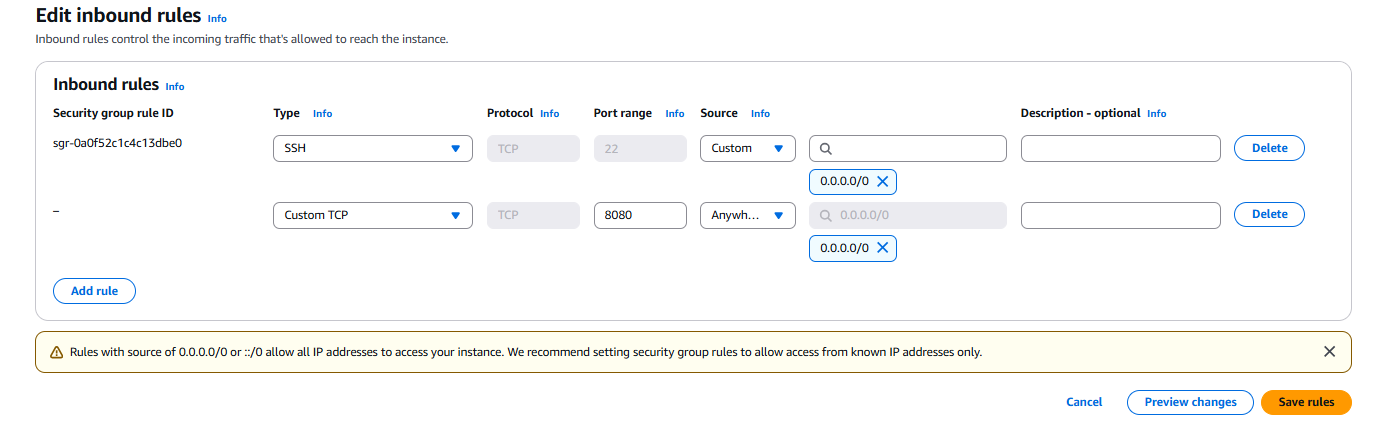 Edit inbound rules Info
Inbound rules control the incoming traffic that's allowed to reach the instance.
Inbound rules Info
Security group rule ID Type Info Protocol Info Port range Info Source Info Description - optional Info
sgr-0a0f52c1c4c13dbe0 SSH TCP 22 Custom Delete
0.0.0.0/0
– Custom TCP TCP 8080 Anywh... 0.0.0.0/0 Delete
0.0.0.0/0
Add rule
Rules with source of 0.0.0.0/0 or ::/0 allow all IP addresses to access your instance. We recommend setting security group rules to allow access from known IP addresses only.
Cancel Preview changes Save rules